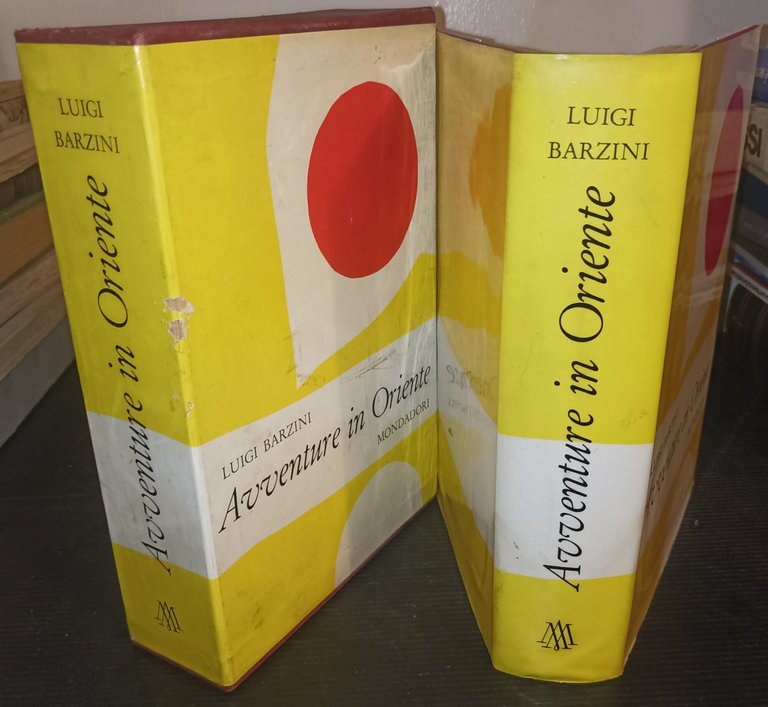 LUIGI
BARZINI
Avventure in Oriente
LUIGI BARZINI
Avventure in Oriente
MONDADORI
LUIGI
BARZINI
Avventure in Oriente